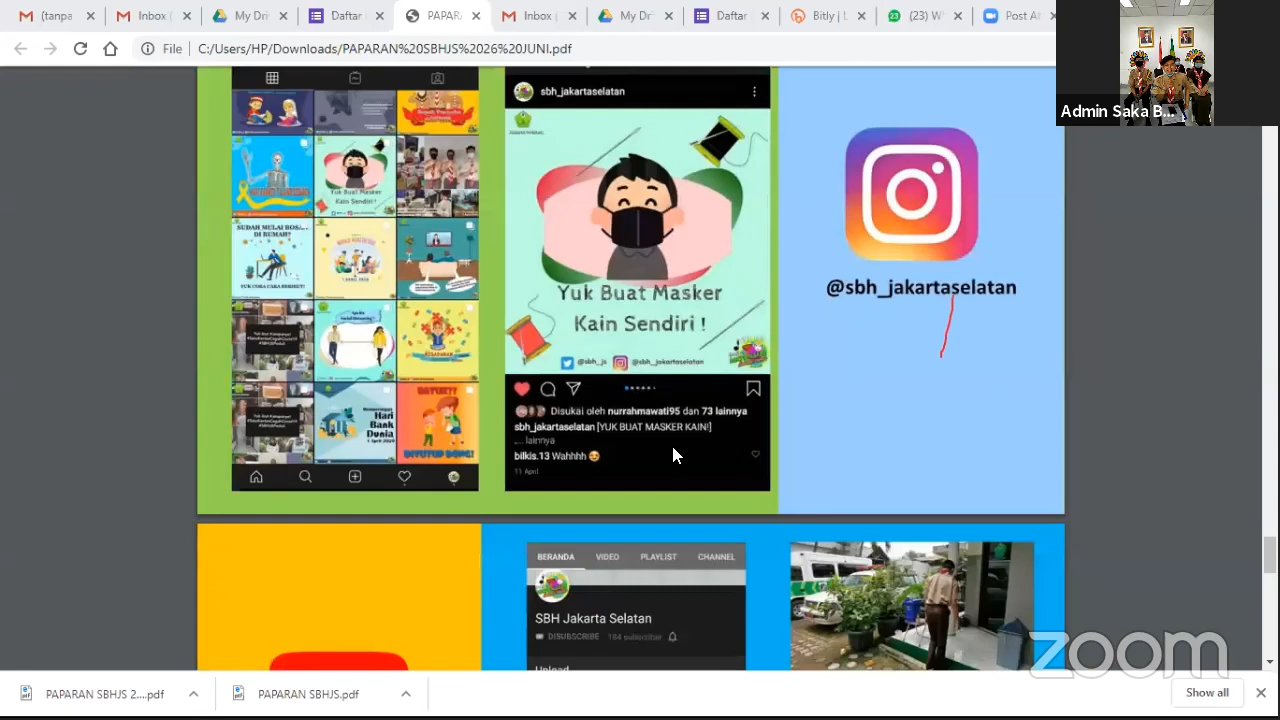 (tanpa
Inbox (
My Dri
Daftar
PAPAR
Inbox
My Dri
Daftar
Bitly | L
(23) W
Post At
File
C:/Users/HP/Downloads/PAPARAN%20SBHJS%2026%20JUNI.pdf
Admin Saka B...
Yuk Buat Masker
Kain Sendiri !
SUDAH MULAI BOSAN
DI RUMAH?
Hari
Bank
Dunia
DITUTUP DONG!
sbh_jakartaselatan
Yuk Buat Masker
Kain Sendiri !
@sbh_js
@sbh_jakartaselatan
Disukai oleh nurrahmawati95 dan 73 lainnya
sbh_jakartaselatan [YUK BUAT MASKER KAIN!]
... lainnya
bilkis.13 Wahhhh
11 April
@sbh_jakartaselatan
BERANDA VIDEO PLAYLIST CHANNEL
SBH Jakarta Selatan
DISUBSCRIBE 184 subscriber
Upload
zoom
PAPARAN SBHJS 2....pdf
PAPARAN SBHJS.pdf
Show all